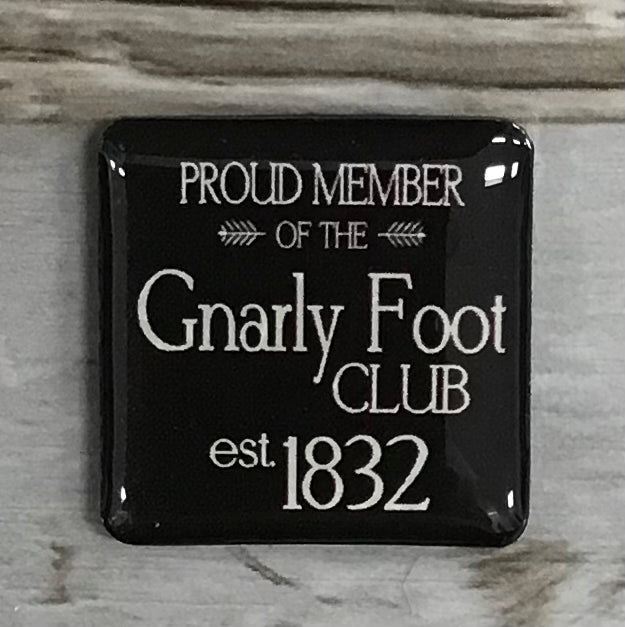 PROUD MEMBER
OF THE
Gnarly Foot
CLUB
est. 1832